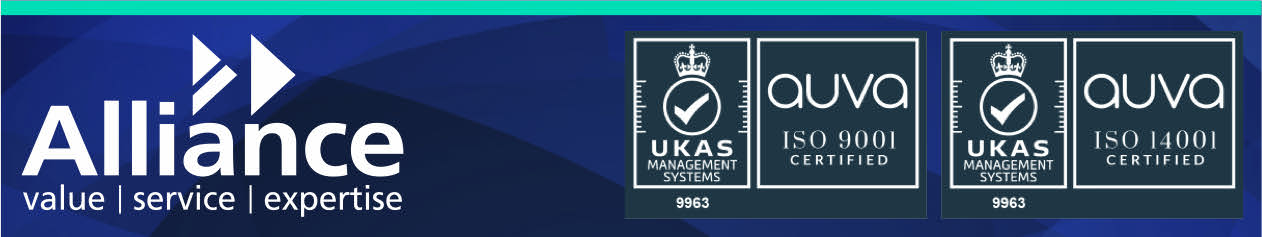 Alliance
value | service | expertise
UKAS
MANAGEMENT
SYSTEMS
9963
auva
ISO 9001
CERTIFIED
UKAS
MANAGEMENT
SYSTEMS
9963
auva
ISO 14001
CERTIFIED